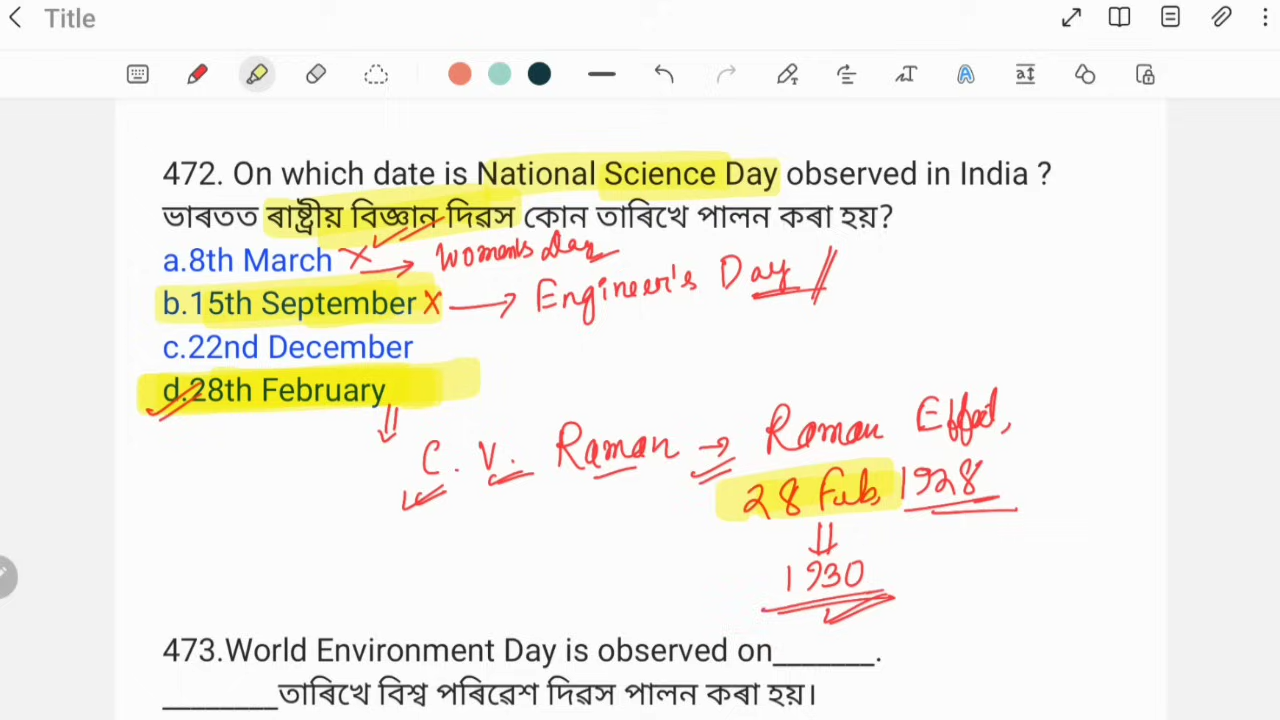 Title
472. On which date is National Science Day observed in India ?
ভাৰতত ৰাষ্ট্ৰীয় বিজ্ঞান দিৱস কোন তাৰিখে পালন কৰা হয়?
a.8th March x → Women's day
b.15th September x → Engineer's Day //
c.22nd December
d.28th February
C. V. Raman → Raman Effect,
28 Feb, 1928
1930
473.World Environment Day is observed on_______.
________তাৰিখে বিশ্ব পৰিৱেশ দিৱস পালন কৰা হয়।